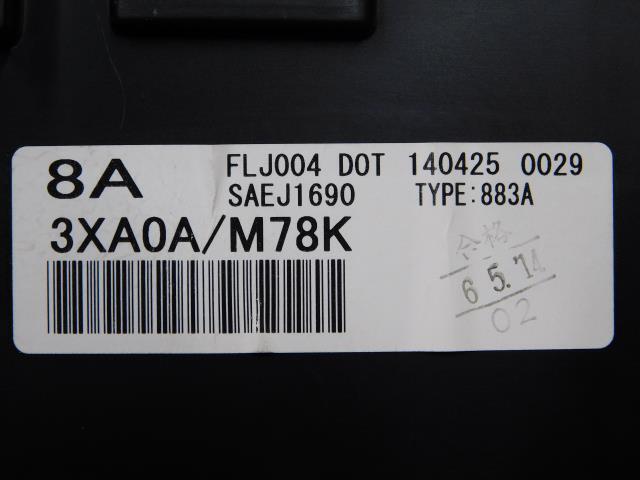 8A FLJ004 DOT 140425 0029
SAEJ1690 TYPE:883A
3XA0A/M78K
合格
6 5.'14
02